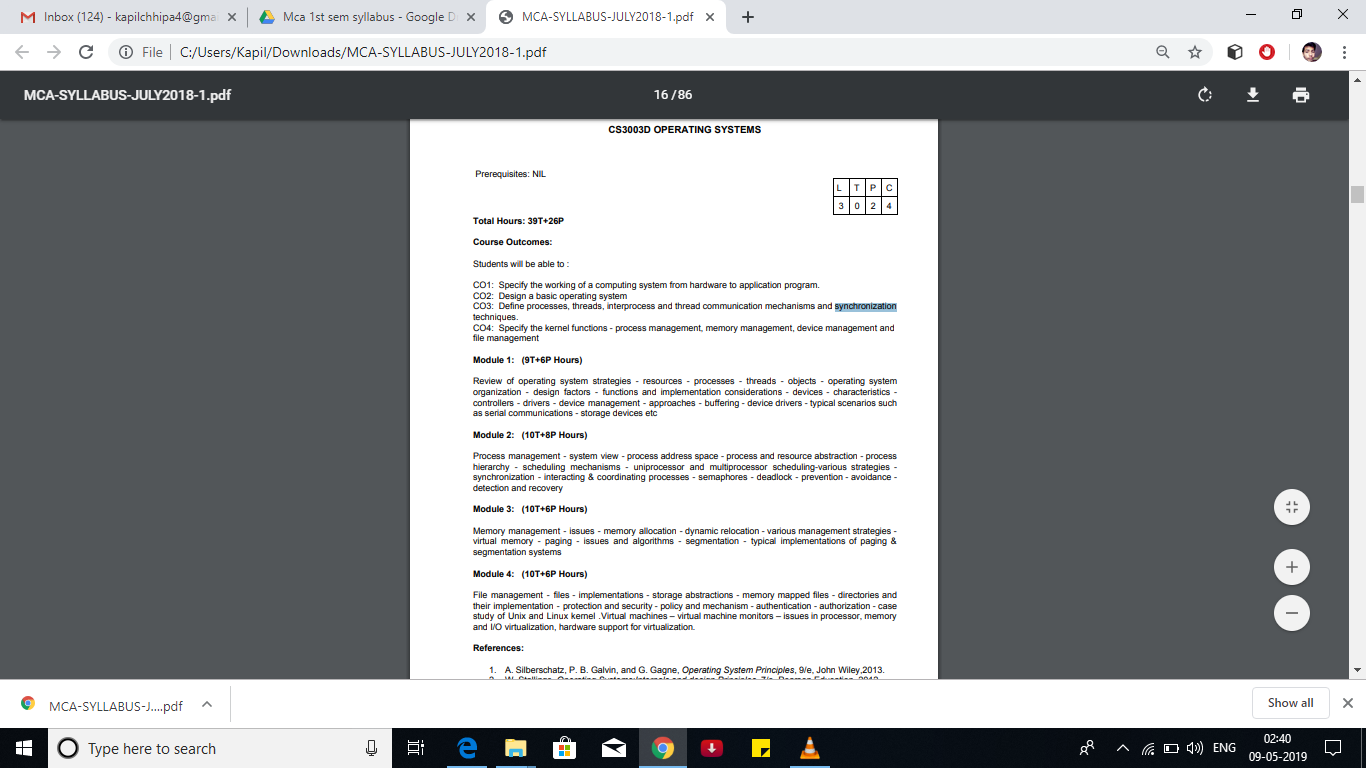 Inbox (124) - kapilchhipa4@gma
Mca 1st sem syllabus - Google D
MCA-SYLLABUS-JULY2018-1.pdf
File
C:/Users/Kapil/Downloads/MCA-SYLLABUS-JULY2018-1.pdf
MCA-SYLLABUS-JULY2018-1.pdf
16 / 86
CS3003D OPERATING SYSTEMS
Prerequisites: NIL
L T P C
3 0 2 4
Total Hours: 39T+26P
Course Outcomes:
Students will be able to :
CO1: Specify the working of a computing system from hardware to application program.
CO2: Design a basic operating system
CO3: Define processes, threads, interprocess and thread communication mechanisms and synchronization
techniques.
CO4: Specify the kernel functions - process management, memory management, device management and
file management
Module 1: (9T+6P Hours)
Review of operating system strategies - resources - processes - threads - objects - operating system
organization - design factors - functions and implementation considerations - devices - characteristics -
controllers - drivers - device management - approaches - buffering - device drivers - typical scenarios such
as serial communications - storage devices etc
Module 2: (10T+8P Hours)
Process management - system view - process address space - process and resource abstraction - process
hierarchy - scheduling mechanisms - uniprocessor and multiprocessor scheduling-various strategies -
synchronization - interacting & coordinating processes - semaphores - deadlock - prevention - avoidance -
detection and recovery
Module 3: (10T+6P Hours)
Memory management - issues - memory allocation - dynamic relocation - various management strategies -
virtual memory - paging - issues and algorithms - segmentation - typical implementations of paging &
segmentation systems
Module 4: (10T+6P Hours)
File management - files - implementations - storage abstractions - memory mapped files - directories and
their implementation - protection and security - policy and mechanism - authentication - authorization - case
study of Unix and Linux kernel .Virtual machines – virtual machine monitors – issues in processor, memory
and I/O virtualization, hardware support for virtualization.
References:
1. A. Silberschatz, P. B. Galvin, and G. Gagne, Operating System Principles, 9/e, John Wiley,2013.
MCA-SYLLABUS-J....pdf
Show all
Type here to search
ENG
02:40
09-05-2019